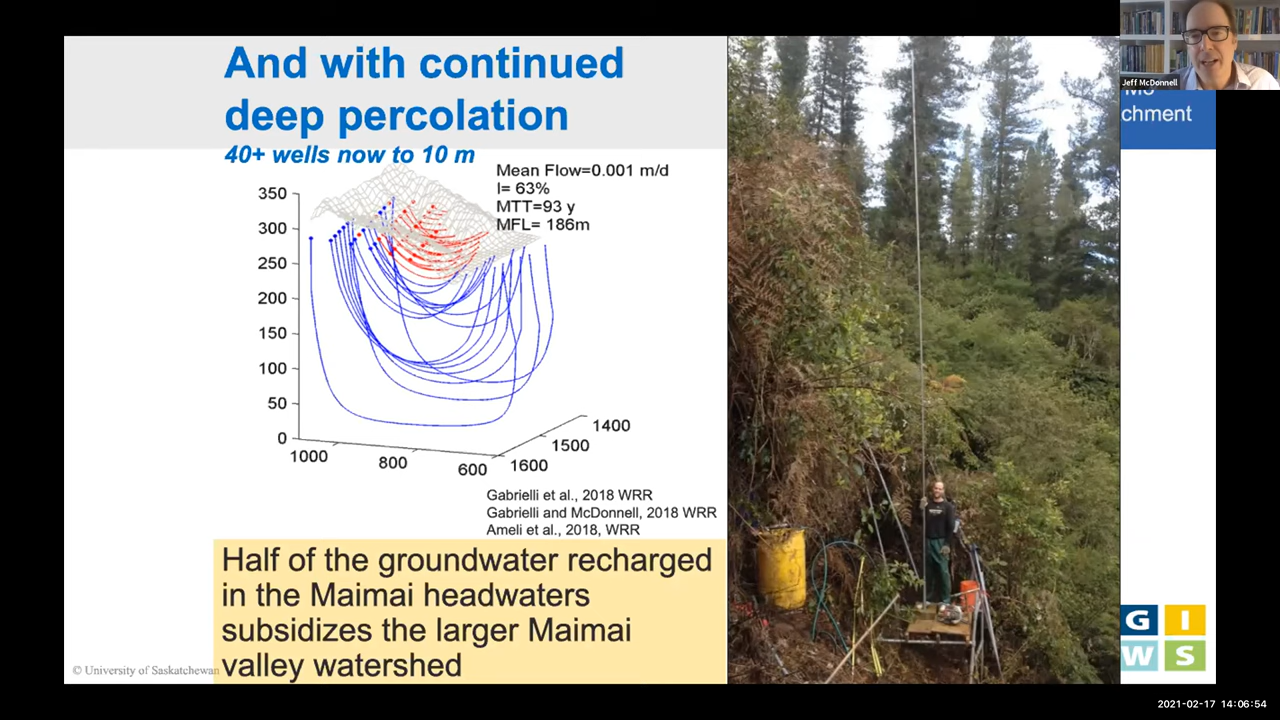 And with continued
deep percolation
40+ wells now to 10 m
Mean Flow=0.001 m/d
I= 63%
MTT=93 y
MFL= 186m
350
300
250
200
150
100
50
0
1000
800
600
1600
1500
1400
Gabrielli et al., 2018 WRR
Gabrielli and McDonnell, 2018 WRR
Ameli et al., 2018, WRR
Half of the groundwater recharged
in the Maimai headwaters
subsidizes the larger Maimai
valley watershed
© University of Saskatchewan
Jeff McDonnell
chment
G I
W S
2021-02-17 14:06:54